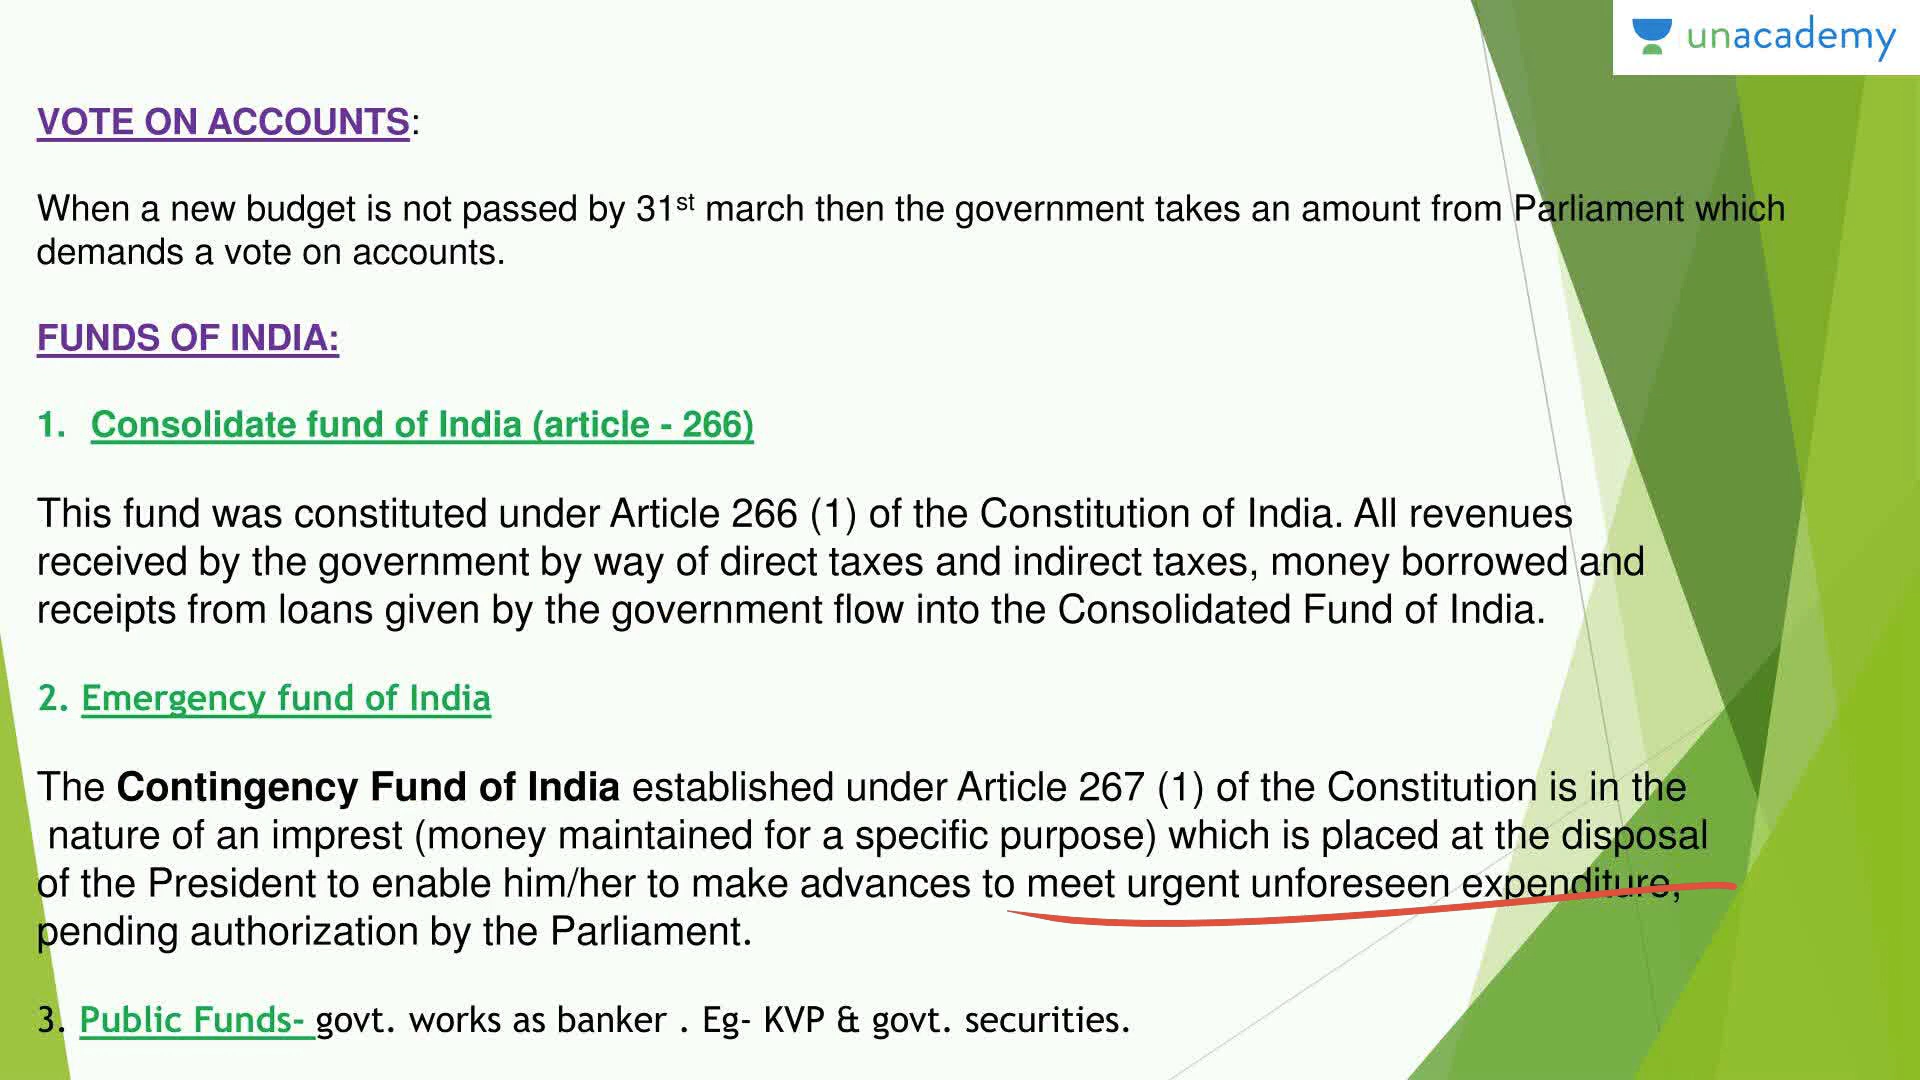 unacademy
VOTE ON ACCOUNTS:
When a new budget is not passed by 31st march then the government takes an amount from Parliament which
demands a vote on accounts.
FUNDS OF INDIA:
1. Consolidate fund of India (article - 266)
This fund was constituted under Article 266 (1) of the Constitution of India. All revenues
received by the government by way of direct taxes and indirect taxes, money borrowed and
receipts from loans given by the government flow into the Consolidated Fund of India.
2. Emergency fund of India
The Contingency Fund of India established under Article 267 (1) of the Constitution is in the
nature of an imprest (money maintained for a specific purpose) which is placed at the disposal
of the President to enable him/her to make advances to meet urgent unforeseen expenditure,
pending authorization by the Parliament.
3. Public Funds- govt. works as banker . Eg- KVP & govt. securities.